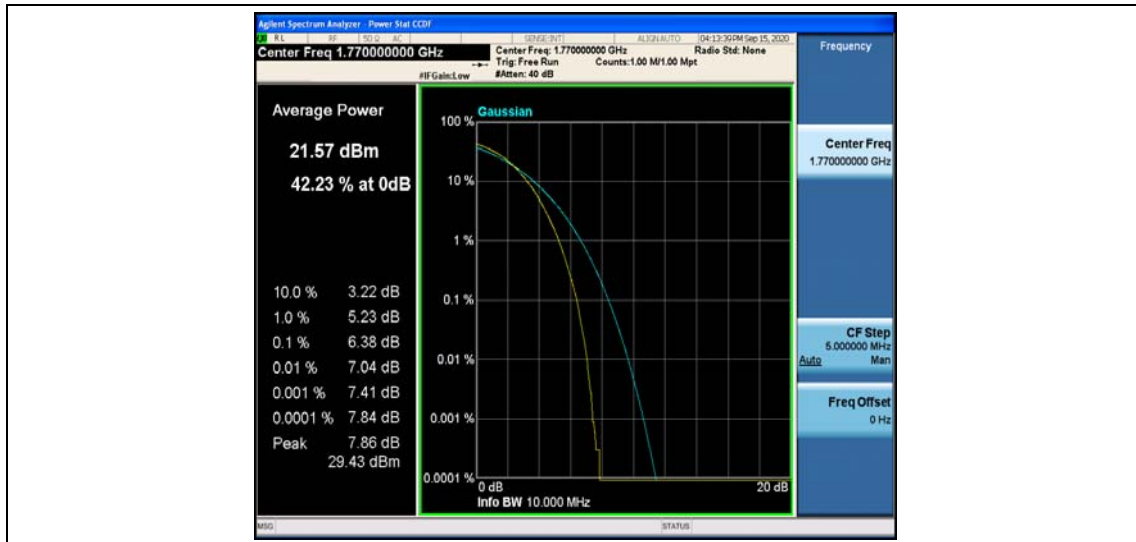 Agilent Spectrum Analyzer - Power Stat CCDF
R L RF 50 Ω AC SENSE:INT ALIGN AUTO 04:13:39 PM Sep 15, 2020
Center Freq 1.770000000 GHz
Center Freq: 1.770000000 GHz Radio Std: None
Trig: Free Run Counts:1.00 M/1.00 Mpt
#IFGain:Low #Atten: 40 dB
Frequency
Average Power
21.57 dBm
42.23 % at 0dB
10.0 % 3.22 dB
1.0 % 5.23 dB
0.1 % 6.38 dB
0.01 % 7.04 dB
0.001 % 7.41 dB
0.0001 % 7.84 dB
Peak 7.86 dB
29.43 dBm
Gaussian
100 %
10 %
1 %
0.1 %
0.01 %
0.001 %
0.0001 %
0 dB 20 dB
Info BW 10.000 MHz
Center Freq
1.770000000 GHz
CF Step
5.000000 MHz
Auto Man
Freq Offset
0 Hz
MSG STATUS